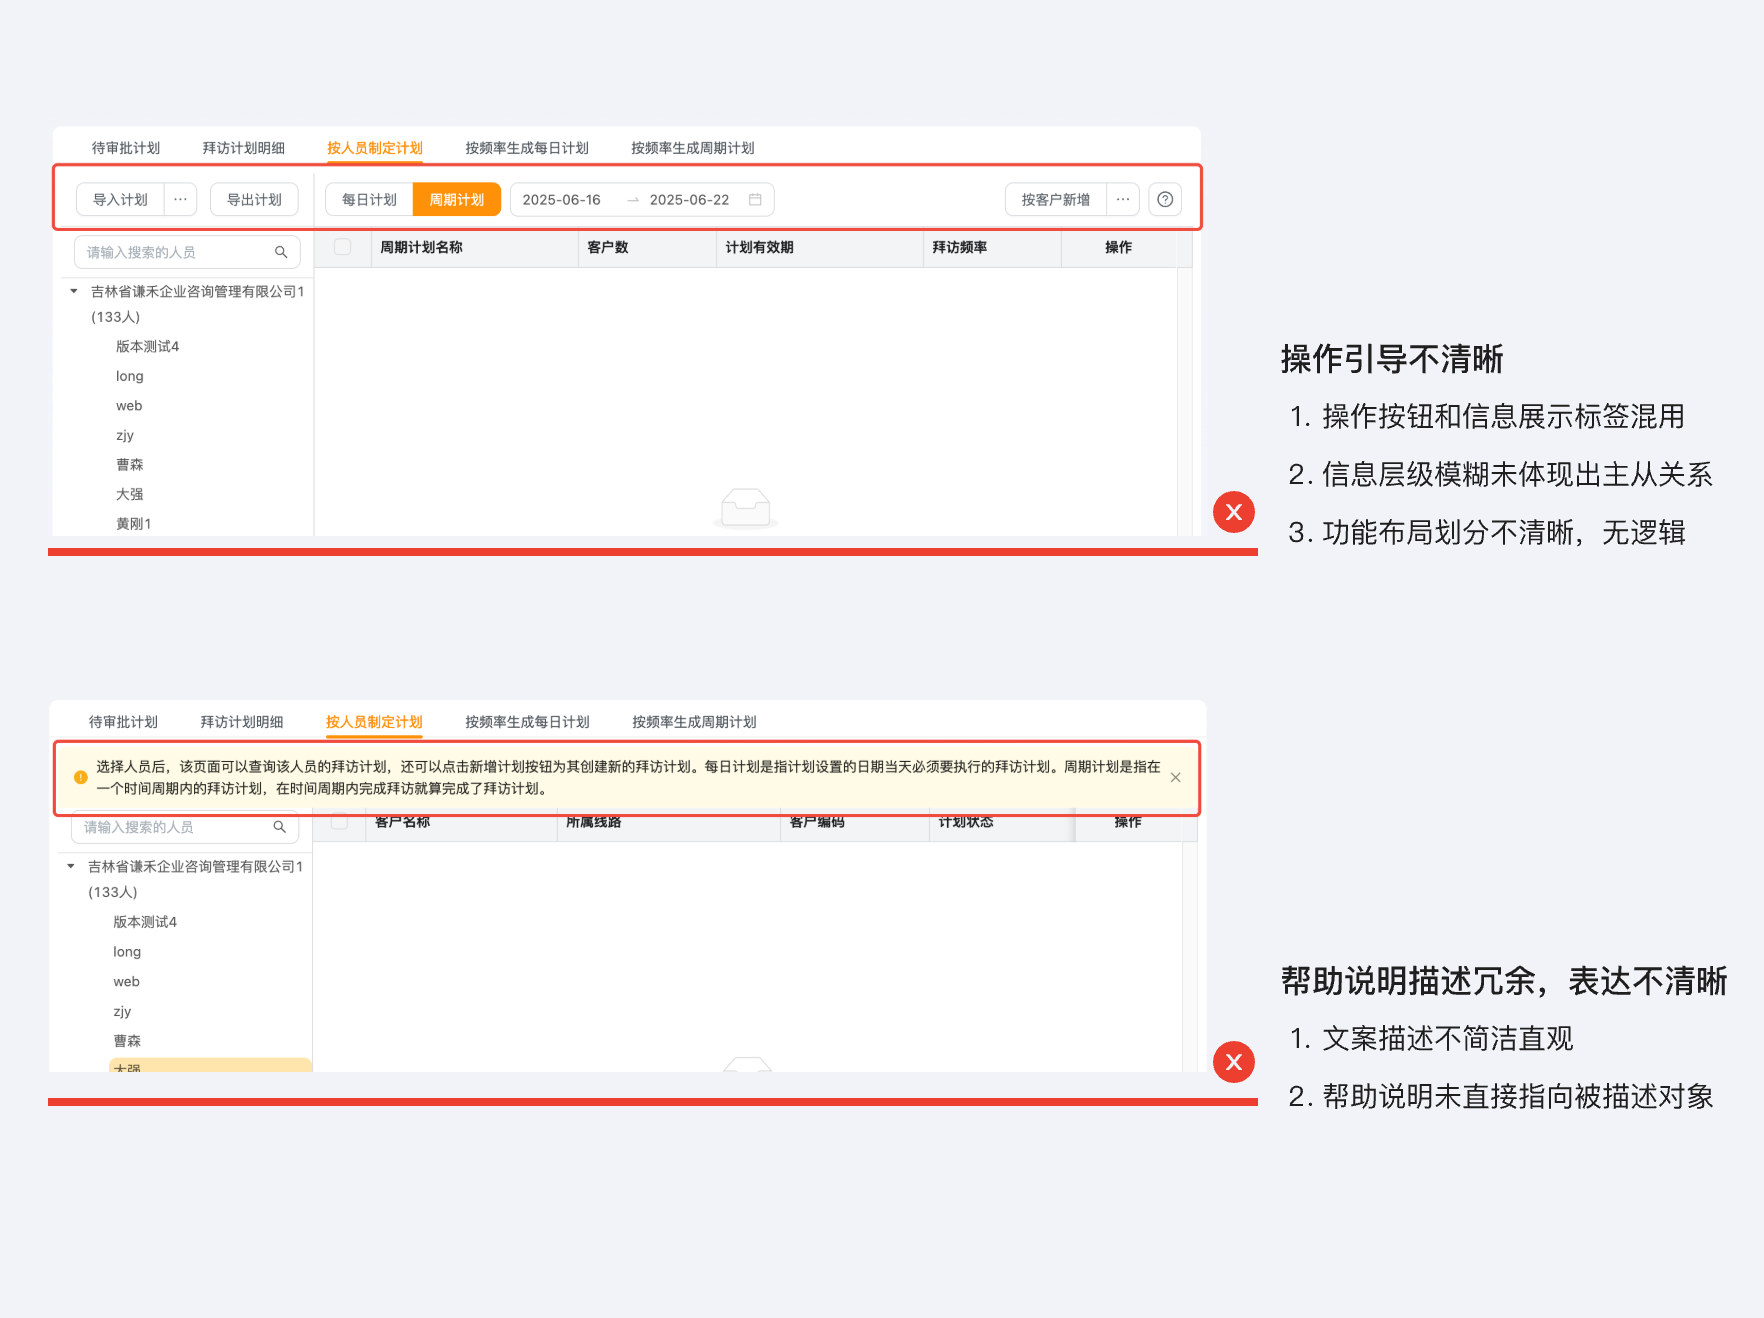 待审批计划 拜访计划明细 按人员制定计划 按频率生成每日计划 按频率生成周期计划
导入计划 ··· 导出计划 每日计划 周期计划 2025-06-16 → 2025-06-22 按客户新增 ··· ?
请输入搜索的人员 周期计划名称 客户数 计划有效期 拜访频率 操作
吉林省谦禾企业咨询管理有限公司1
(133人)
版本测试4
long
web
zjy
曹森
大强
黄刚1
X
操作引导不清晰
1. 操作按钮和信息展示标签混用
2. 信息层级模糊未体现出主从关系
3. 功能布局划分不清晰，无逻辑
待审批计划 拜访计划明细 按人员制定计划 按频率生成每日计划 按频率生成周期计划
选择人员后，该页面可以查询该人员的拜访计划，还可以点击新增计划按钮为其创建新的拜访计划。每日计划是指计划设置的日期当天必须要执行的拜访计划。周期计划是指在
一个时间周期内的拜访计划，在时间周期内完成拜访就算完成了拜访计划。
请输入搜索的人员 客户名称 所属线路 客户编码 计划状态 操作
吉林省谦禾企业咨询管理有限公司1
(133人)
版本测试4
long
web
zjy
曹森
大强
X
帮助说明描述冗余，表达不清晰
1. 文案描述不简洁直观
2. 帮助说明未直接指向被描述对象